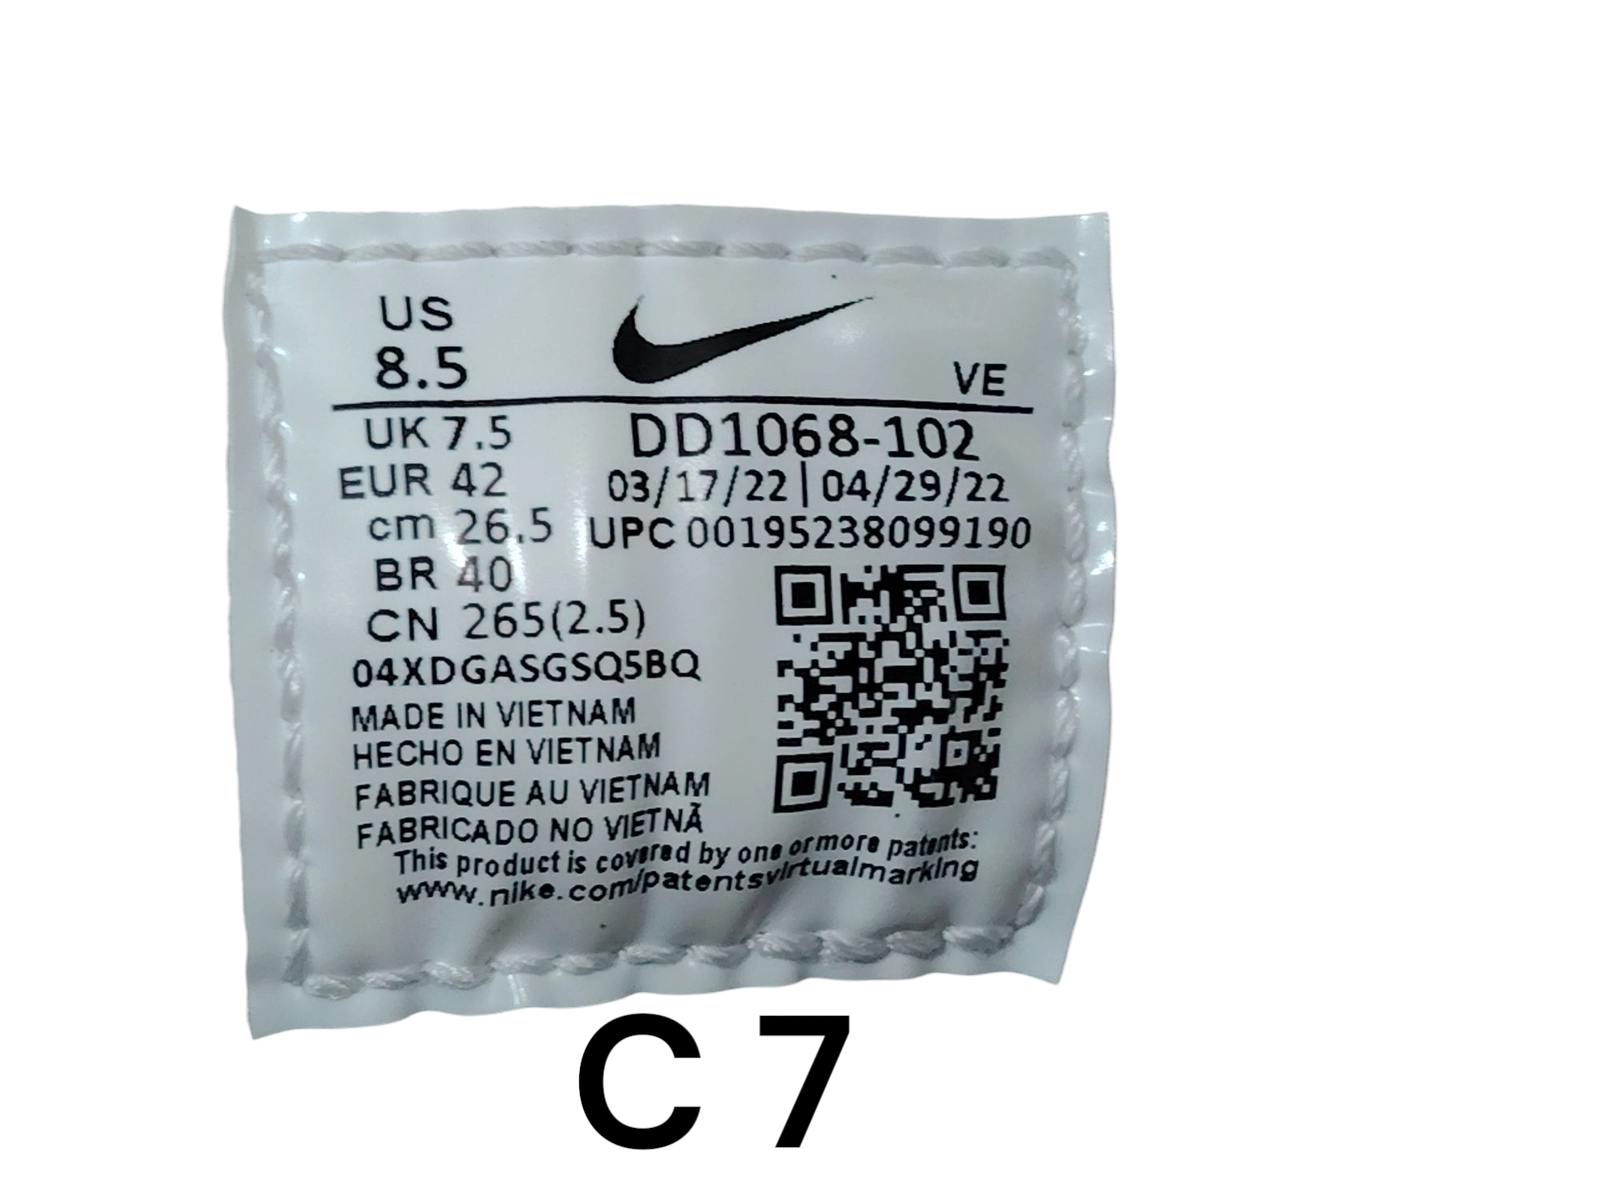 US
8.5
VE
UK 7.5
DD1068-102
EUR 42
03/17/22|04/29/22
cm 26.5
UPC 00195238099190
BR 40
CN 265(2.5)
04XDGASGSQ5BQ
MADE IN VIETNAM
HECHO EN VIETNAM
FABRIQUE AU VIETNAM
FABRICADO NO VIETNÃ
This product is covered by one or more patents:
www.nike.com/patentsvirtualmarking
C 7